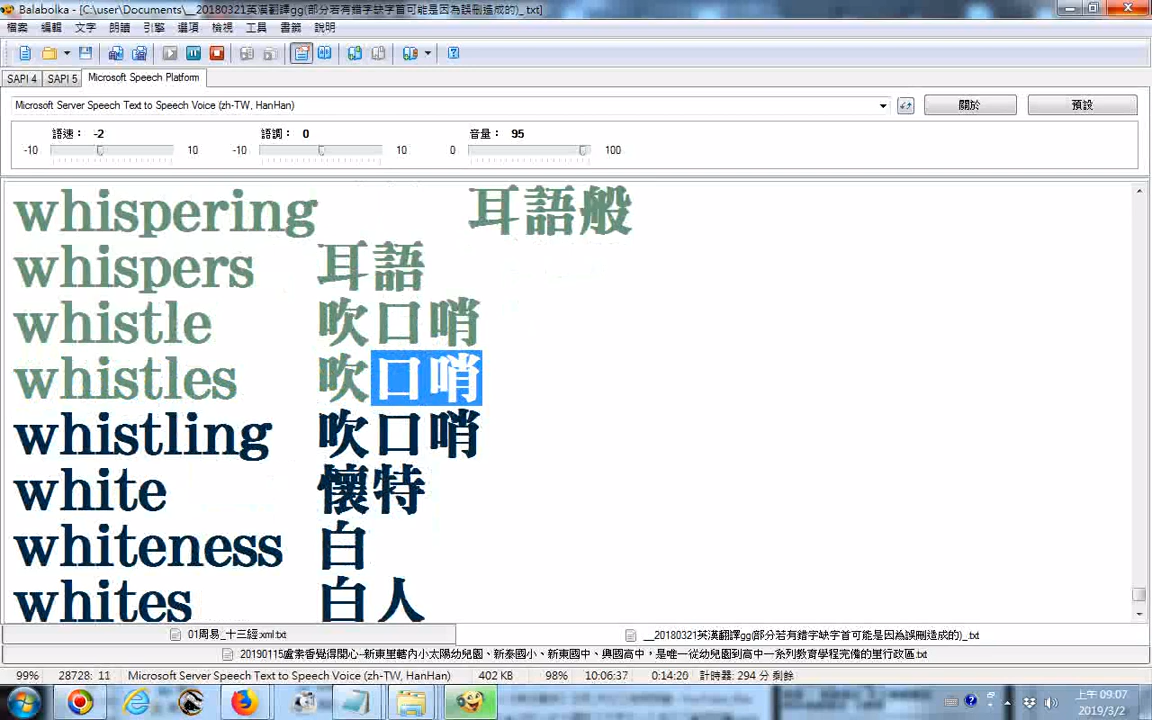 Balabolka - [C:\user\Documents\__20180321英漢翻譯gg(部分若有錯字缺字首可能是因為誤刪造成的)_.txt]
檔案 編輯 文字 朗讀 引擎 選項 檢視 工具 書籤 說明
SAPI 4 SAPI 5 Microsoft Speech Platform
Microsoft Server Speech Text to Speech Voice (zh-TW, HanHan) 關於 預設
語速： -2 語調： 0 音量： 95
-10 10 -10 10 0 100
whispering 耳語般
whispers 耳語
whistle 吹口哨
whistles 吹口哨
whistling 吹口哨
white 懷特
whiteness 白
whites 白人
01周易_十三經.xml.txt __20180321英漢翻譯gg(部分若有錯字缺字首可能是因為誤刪造成的)_.txt
20190115盧素香覺得開心-新東里轄內小太陽幼兒園、新泰國小、新東國中、興國高中，是唯一從幼兒園到高中一系列教育學程完備的里行政區.txt
99% 28728: 11 Microsoft Server Speech Text to Speech Voice (zh-TW, HanHan) 402 KB 98% 10:06:37 0:14:20 計時器: 294 分 剩餘
上午 09:07
2019/3/2